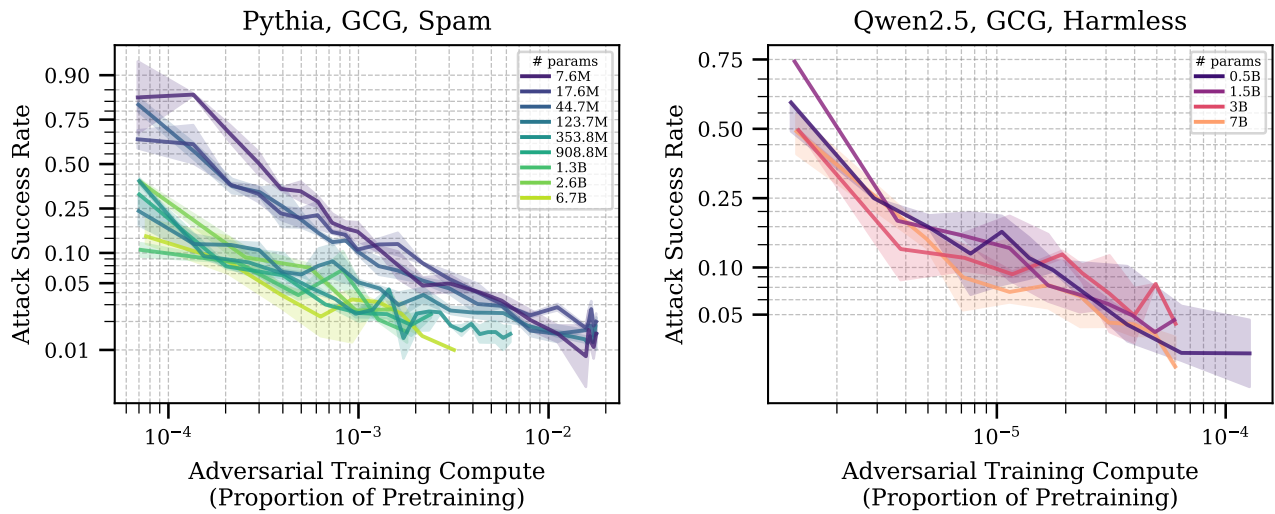 Pythia, GCG, Spam
Attack Success Rate
0.90
0.75
0.50
0.25
0.10
0.05
0.01
# params
7.6M
17.6M
44.7M
123.7M
353.8M
908.8M
1.3B
2.6B
6.7B
10⁻⁴
10⁻³
10⁻²
Adversarial Training Compute
(Proportion of Pretraining)
Qwen2.5, GCG, Harmless
Attack Success Rate
0.75
0.50
0.25
0.10
0.05
# params
0.5B
1.5B
3B
7B
10⁻⁵
10⁻⁴
Adversarial Training Compute
(Proportion of Pretraining)